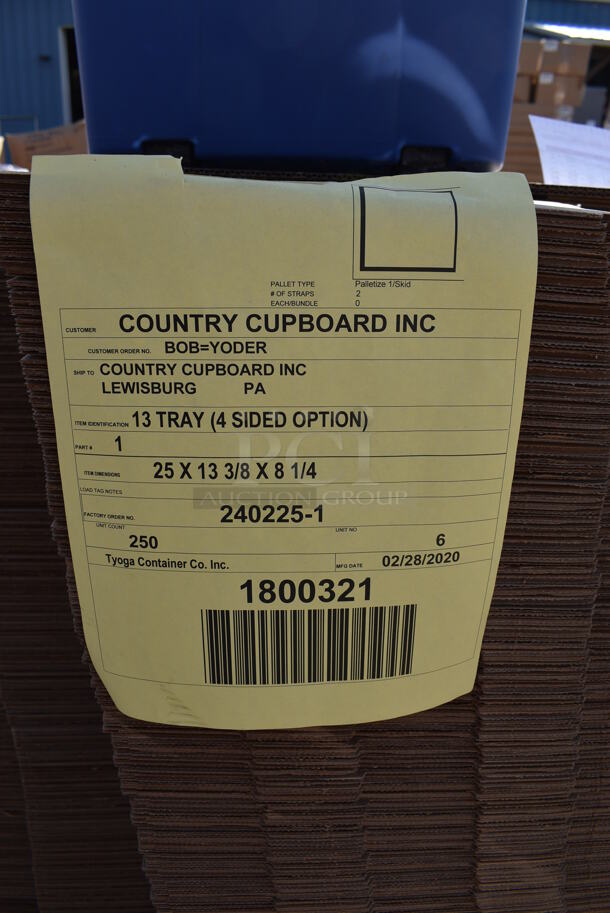 PALLET TYPE Palletize 1/Skid
# OF STRAPS 2
EACH/BUNDLE 0
CUSTOMER COUNTRY CUPBOARD INC
CUSTOMER ORDER NO. BOB=YODER
SHIP TO COUNTRY CUPBOARD INC
LEWISBURG PA
ITEM IDENTIFICATION 13 TRAY (4 SIDED OPTION)
PART # 1
ITEM DIMENSIONS 25 X 13 3/8 X 8 1/4
LOAD TAG NOTES
PCI
AUCTION GROUP
FACTORY ORDER NO. 240225-1
UNIT COUNT UNIT NO
250 6
Tyoga Container Co. Inc. MFG DATE 02/28/2020
1800321